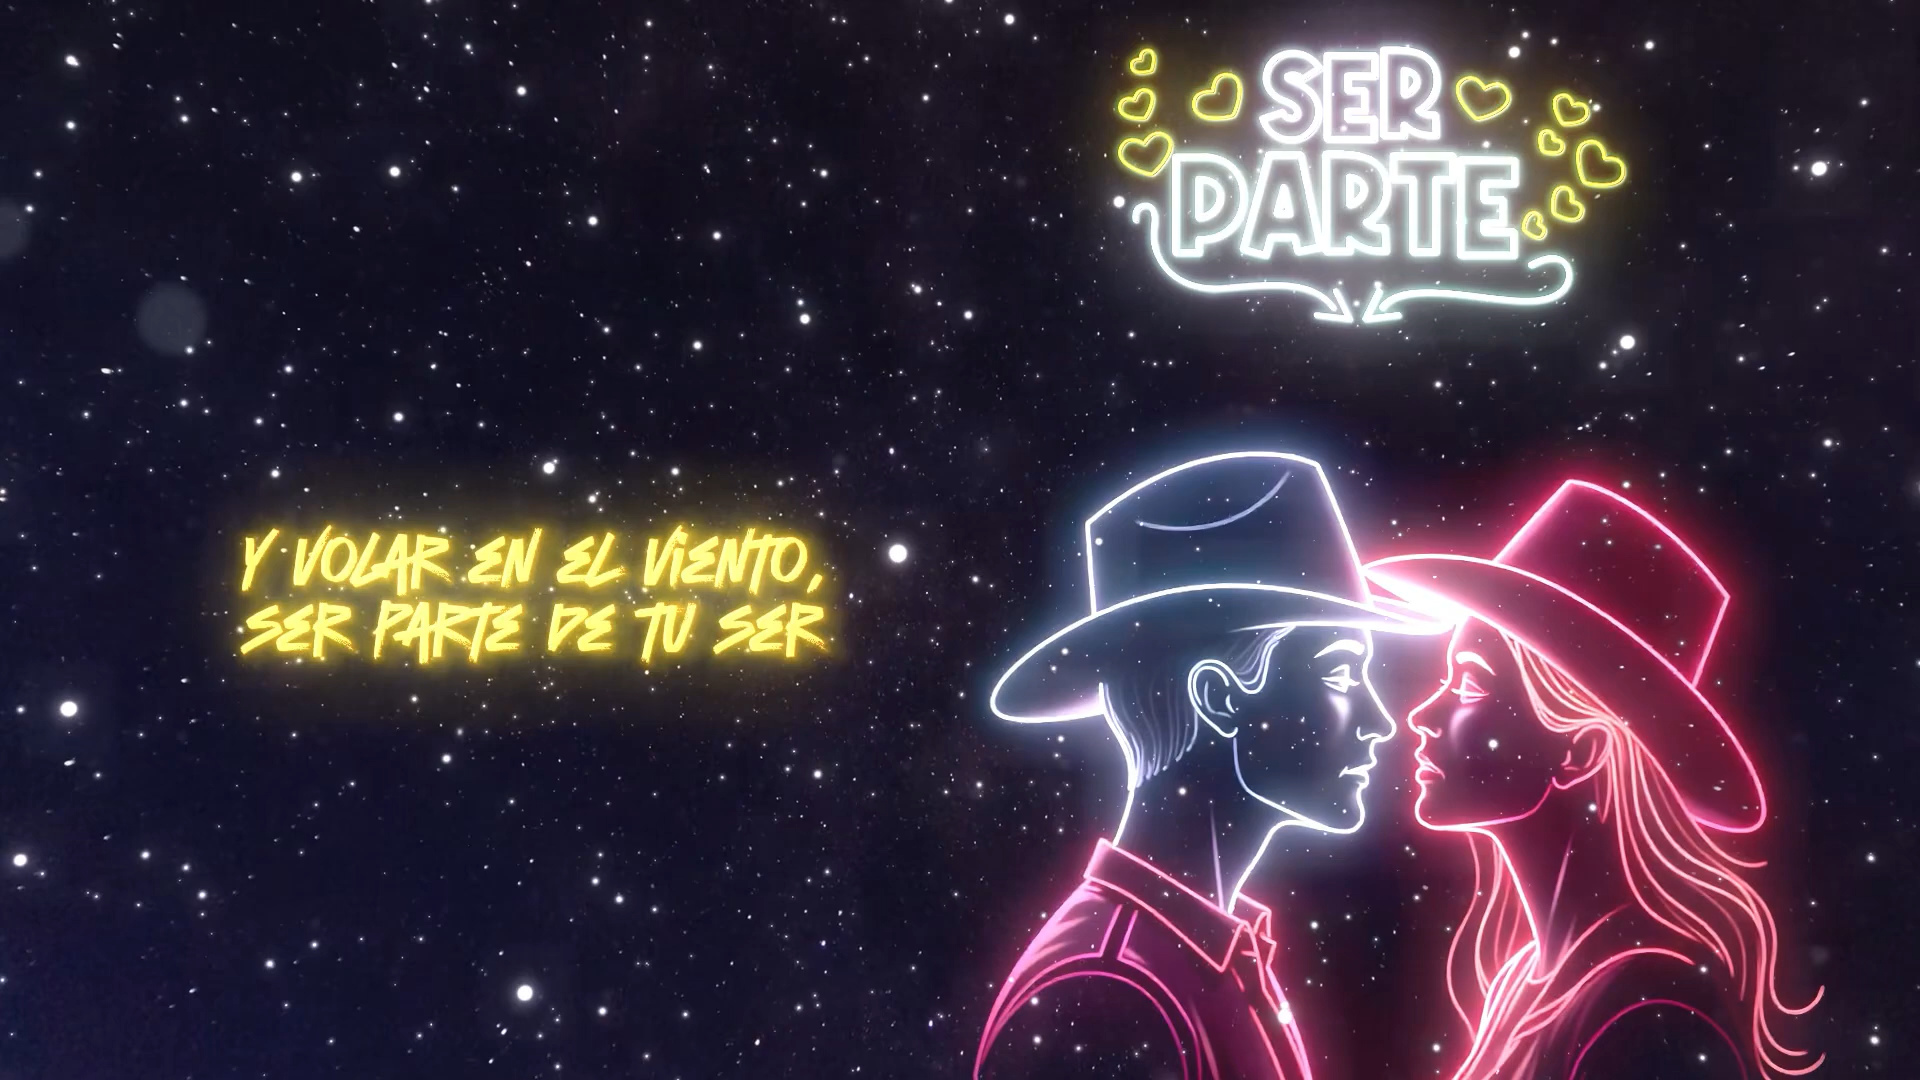 SER
PARTE
Y VOLAR EN EL VIENTO,
SER PARTE DE TU SER